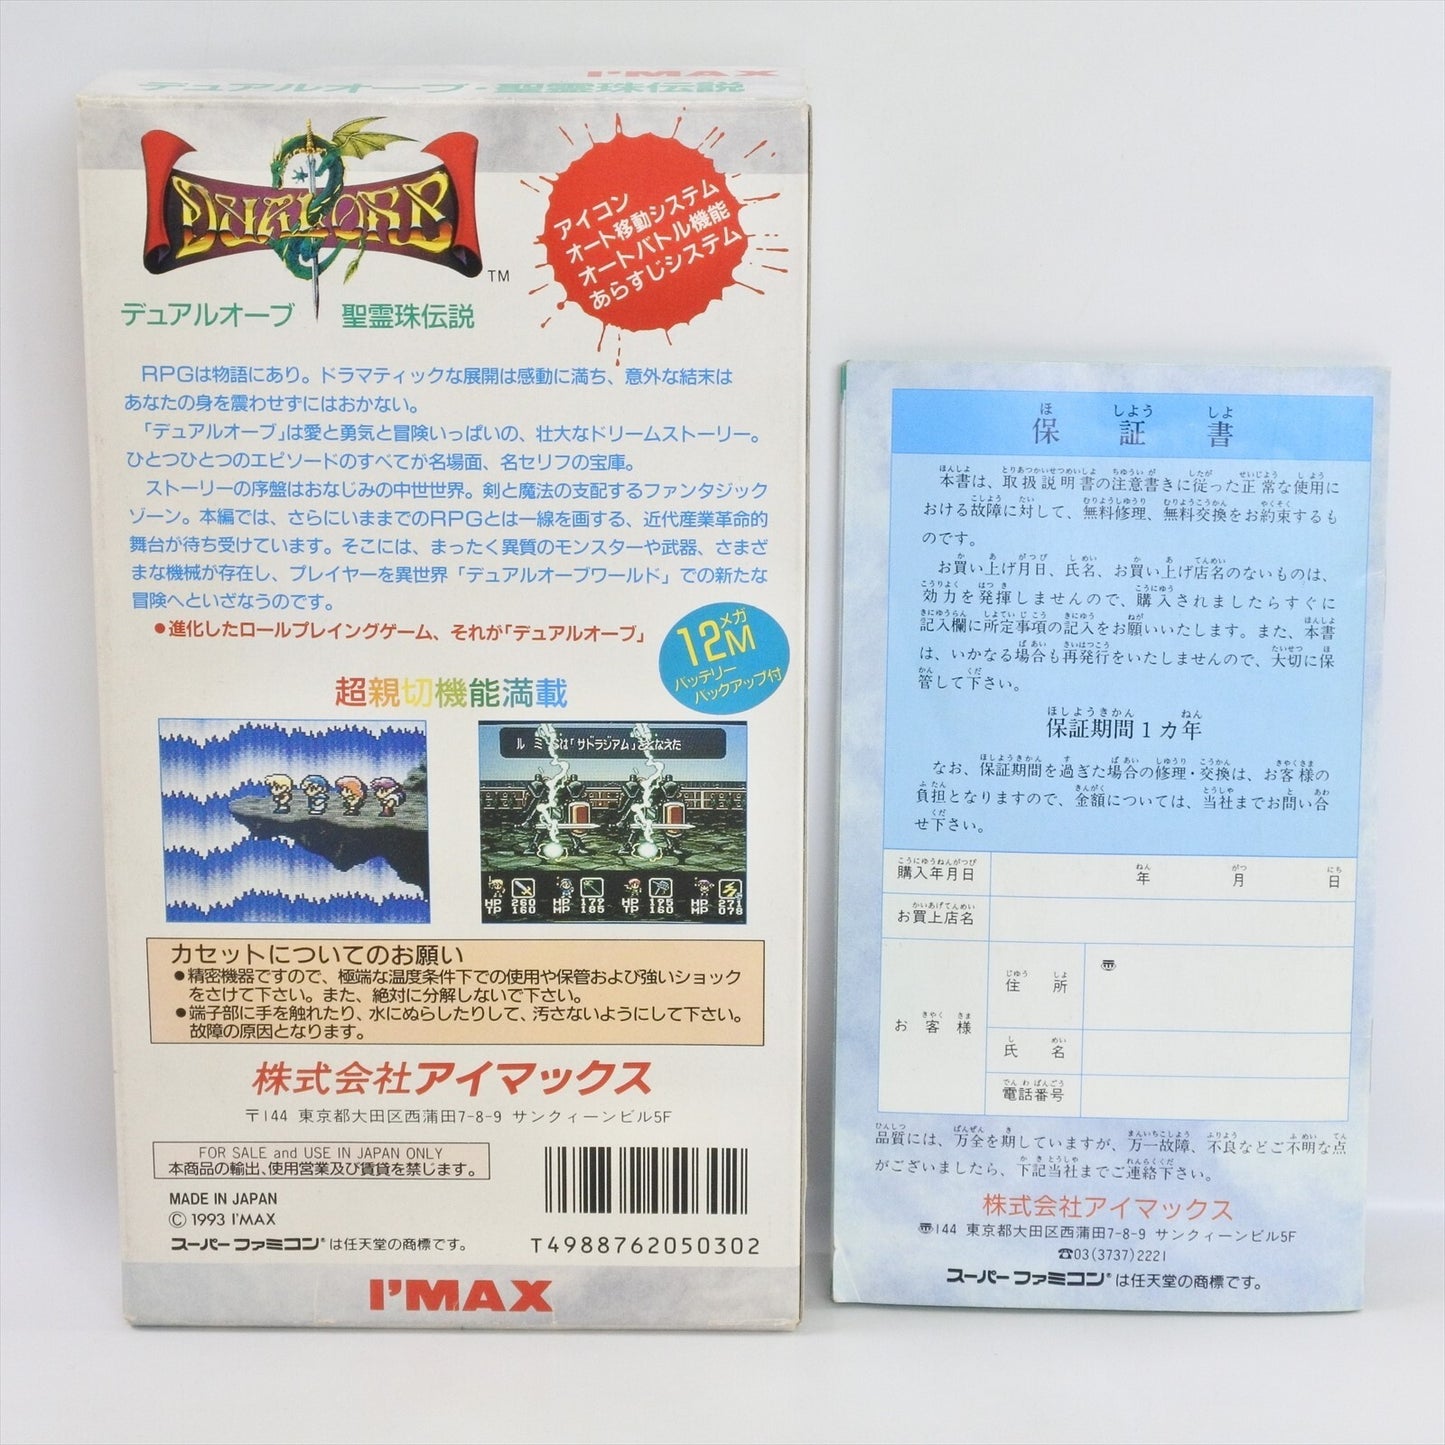 I'MAX
デュアルオーブ・聖霊珠伝説
DUAL ORB
TM
デュアルオーブ 聖霊珠伝説
アイコン
オート移動システム
オートバトル機能
あらすじシステム
RPGは物語にあり。ドラマティックな展開は感動に満ち、意外な結末は
あなたの身を震わせずにはおかない。
「デュアルオーブ」は愛と勇気と冒険いっぱいの、壮大なドリームストーリー。
ひとつひとつのエピソードのすべてが名場面、名セリフの宝庫。
ストーリーの序盤はおなじみの中世世界。剣と魔法の支配するファンタジック
ゾーン。本編では、さらにいままでのRPGとは一線を画する、近代産業革命的
舞台が待ち受けています。そこには、まったく異質のモンスターや武器、さまざ
まな機械が存在し、プレイヤーを異世界「デュアルオーブワールド」での新たな
冒険へといざなうのです。
●進化したロールプレイングゲーム、それが「デュアルオーブ」
12メガM
バッテリー
バックアップ付
超親切機能満載
ルミースは「サドラジアム」をとなえた
HP 260 HP 179 HP 195 HP 271
TP 160 MP 185 TP 160 MP 078
カセットについてのお願い
●精密機器ですので、極端な温度条件下での使用や保管および強いショック
をさけて下さい。また、絶対に分解しないで下さい。
●端子部に手を触れたり、水にぬらしたりして、汚さないようにして下さい。
故障の原因となります。
株式会社アイマックス
〒144 東京都大田区西蒲田7-8-9 サンクィーンビル5F
FOR SALE and USE IN JAPAN ONLY
本商品の輸出、使用営業及び賃貸を禁じます。
MADE IN JAPAN
© 1993 I'MAX
スーパーファミコン®は任天堂の商標です。
T4988762050302
I'MAX
保証書
本書は、取扱説明書の注意書きに従った正常な使用に
おける故障に対して、無料修理、無料交換をお約束するも
のです。
お買い上げ月日、氏名、お買い上げ店名のないものは、
効力を発揮しませんので、購入されましたらすぐに
記入欄に所定事項の記入をお願いいたします。また、本書
は、いかなる場合も再発行をいたしませんので、大切に保
管して下さい。
保証期間1カ年
なお、保証期間を過ぎた場合の修理・交換は、お客様の
負担となりますので、金額については、当社までお問い合
せ下さい。
購入年月日 年 月 日
お買上店名
お客様
住所 〠
氏名
電話番号
品質には、万全を期していますが、万一故障、不良などご不明な点
がございましたら、下記当社までご連絡下さい。
株式会社アイマックス
〠144 東京都大田区西蒲田7-8-9 サンクィーンビル5F
☎03(3737)2221
スーパーファミコン®は任天堂の商標です。